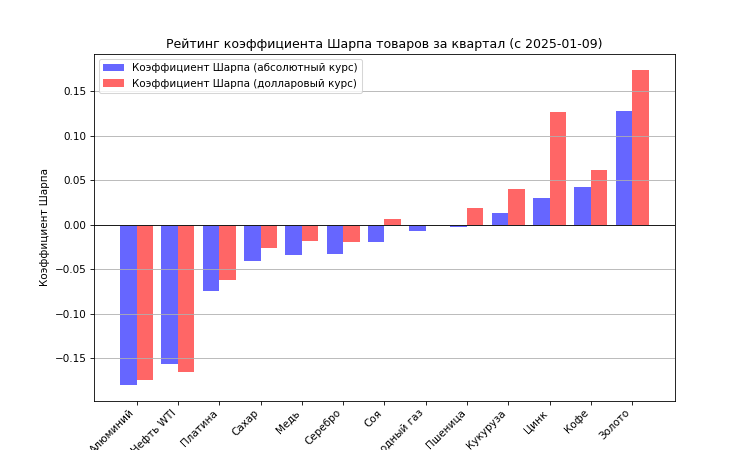 Рейтинг коэффициента Шарпа товаров за квартал (с 2025-01-09)
Коэффициент Шарпа (абсолютный курс)
Коэффициент Шарпа (долларовый курс)
Коэффициент Шарпа
0.15
0.10
0.05
0.00
−0.05
−0.10
−0.15
Алюминий
Нефть WTI
Платина
Сахар
Медь
Серебро
Соя
одный газ
Пшеница
Кукуруза
Цинк
Кофе
Золото